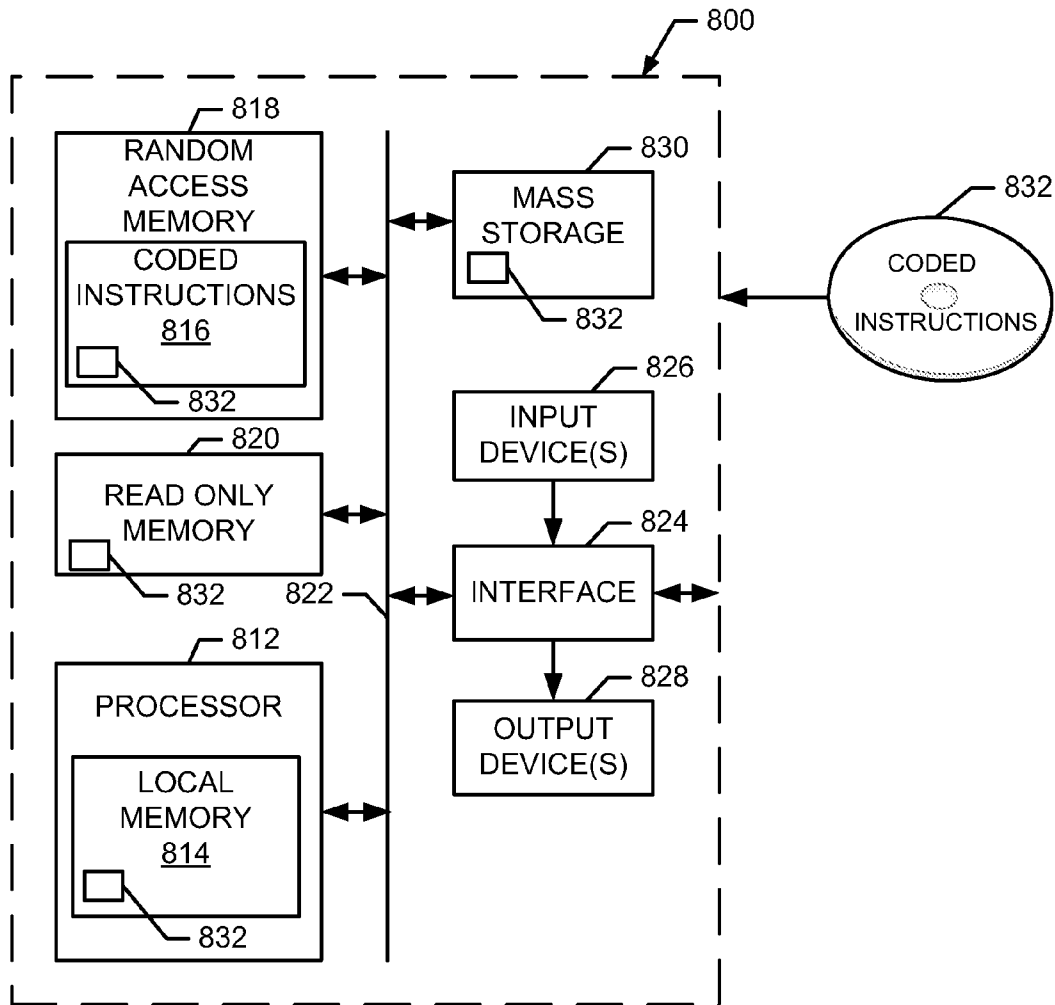 800
818
RANDOM
ACCESS
MEMORY
CODED
INSTRUCTIONS
816
832
830
MASS
STORAGE
832
832
CODED
INSTRUCTIONS
826
INPUT
DEVICE(S)
820
READ ONLY
MEMORY
832
822
824
INTERFACE
812
PROCESSOR
LOCAL
MEMORY
814
832
828
OUTPUT
DEVICE(S)